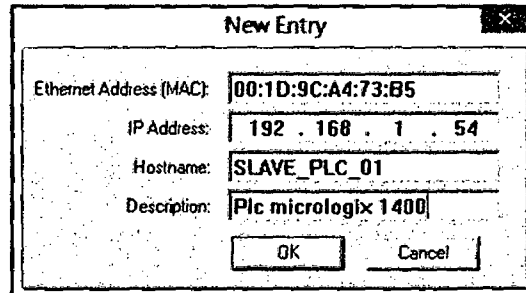 New Entry
Ethernet Address (MAC): 00:1D:9C:A4:73:B5
IP Address: 192 . 168 . 1 . 54
Hostname: SLAVE_PLC_01
Description: Plc micrologix 1400
OK Cancel